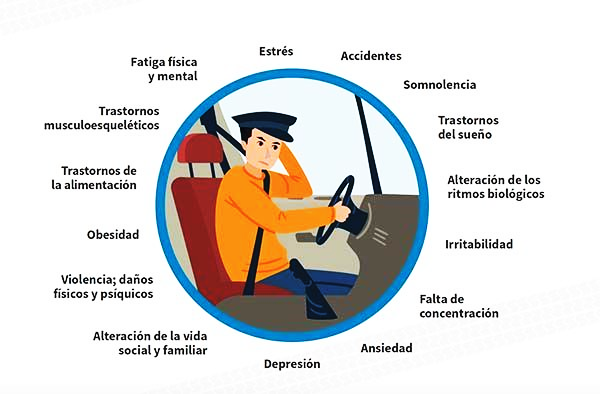 Estrés
Accidentes
Somnolencia
Trastornos
del sueño
Alteración de los
ritmos biológicos
Irritabilidad
Falta de
concentración
Ansiedad
Depresión
Alteración de la vida
social y familiar
Violencia; daños
físicos y psíquicos
Obesidad
Trastornos de
la alimentación
Trastornos
musculoesqueléticos
Fatiga física
y mental